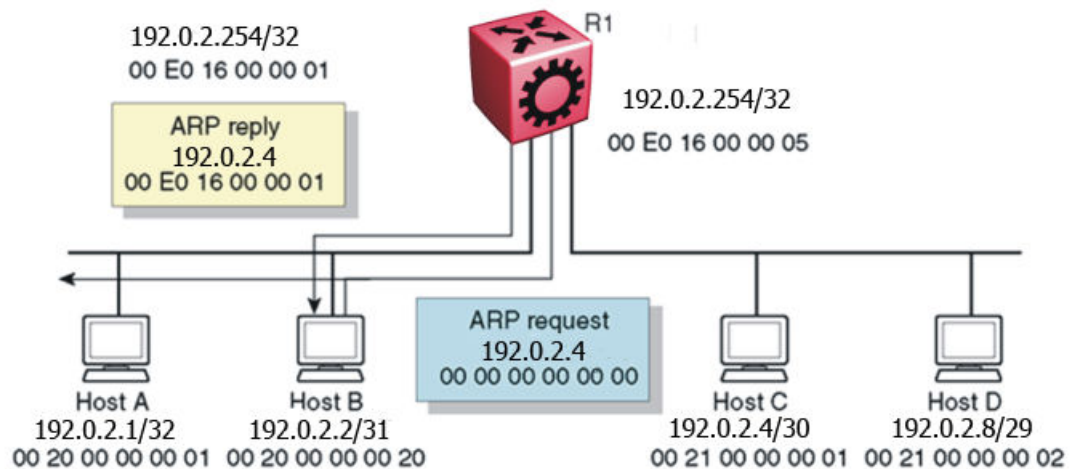 R1
192.0.2.254/32
00 E0 16 00 00 01
ARP reply
192.0.2.4
00 E0 16 00 00 01
192.0.2.254/32
00 E0 16 00 00 05
ARP request
192.0.2.4
00 00 00 00 00 00
Host A
192.0.2.1/32
00 20 00 00 00 01
Host B
192.0.2.2/31
00 20 00 00 00 20
Host C
192.0.2.4/30
00 21 00 00 00 01
Host D
192.0.2.8/29
00 21 00 00 00 02